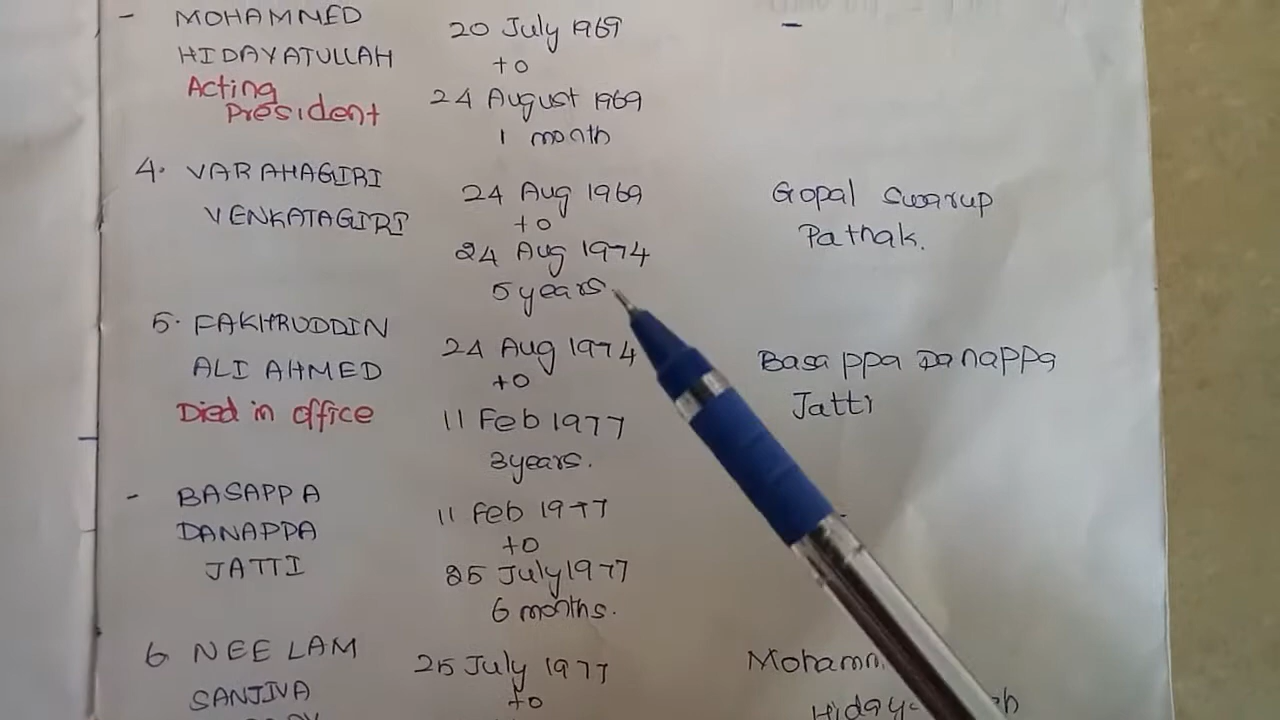 - MOHAMMED 20 July 1969 -
HIDAYATULLAH to
Acting 24 August 1969
President 1 month
4. VARAHAGIRI 24 Aug 1969 Gopal Swarup
VENKATAGIRI to Pathak.
24 Aug 1974
5 years
5. FAKHRUDDIN 24 Aug 1974 Basappa Danappa
ALI AHMED to Jatti
Died in office 11 Feb 1977
3years.
- BASAPPA 11 Feb 1977
DANAPPA to
JATTI 25 July 1977
6 months.
6 NEELAM 25 July 1977
SANJIVA to